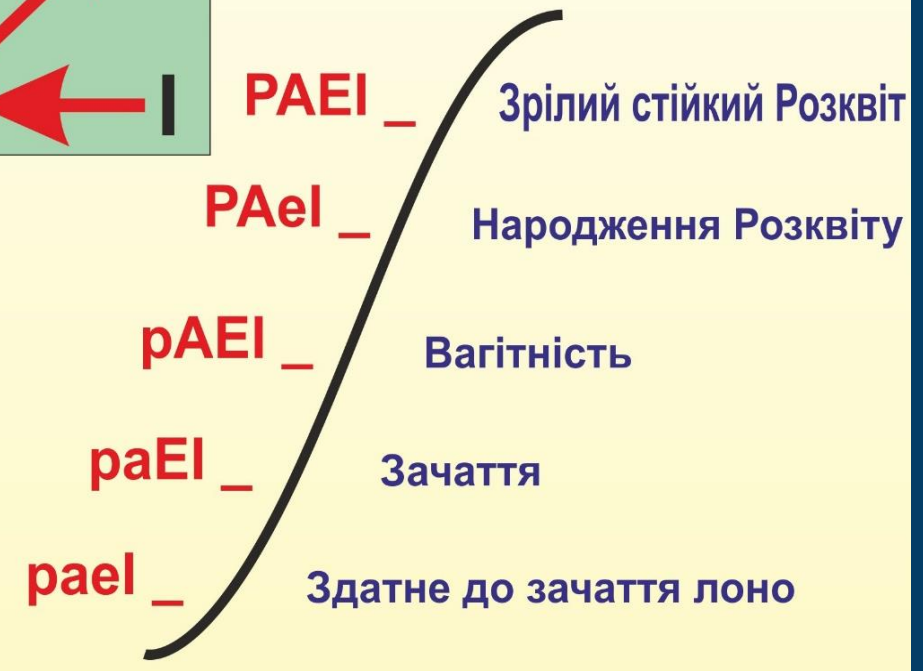 I
PAEI _ Зрілий стійкий Розквіт
PAeI _ Народження Розквіту
pAEI _ Вагітність
paEI _ Зачаття
paeI _ Здатне до зачаття лоно